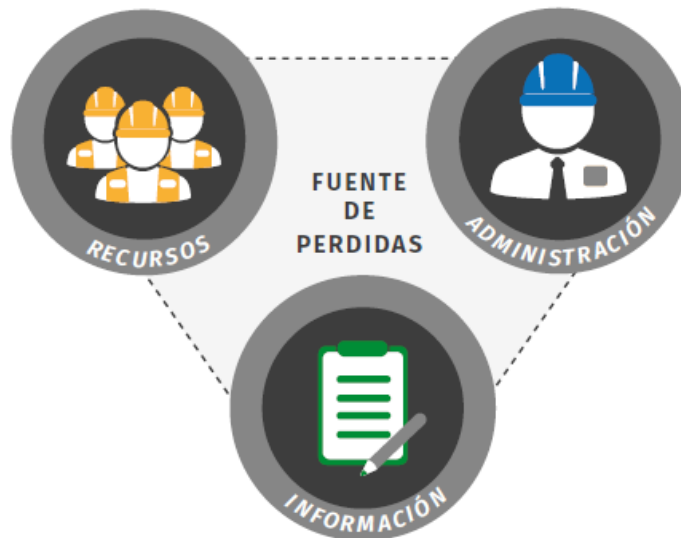 FUENTE
DE
PERDIDAS
RECURSOS
ADMINISTRACIÓN
INFORMACIÓN